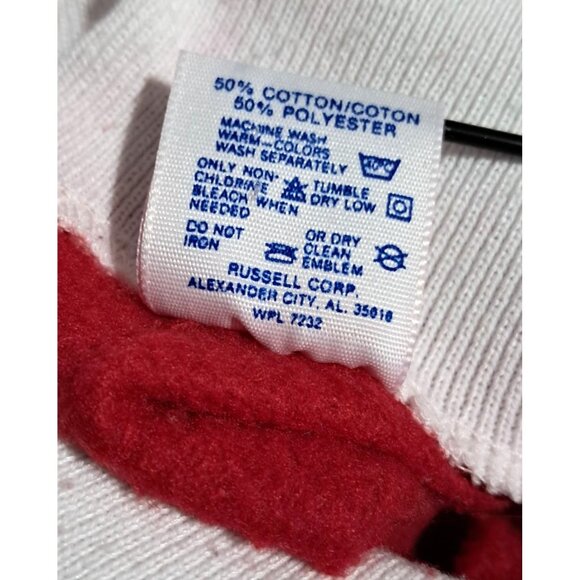 50% COTTON/COTON
50% POLYESTER
MACHINE WASH
WARM-COLORS
WASH SEPARATELY 40°C
ONLY NON- TUMBLE
CHLORINE DRY LOW
BLEACH WHEN
NEEDED
DO NOT OR DRY
IRON CLEAN
EMBLEM
RUSSELL CORP.
ALEXANDER CITY, AL. 35010
WPL 7232